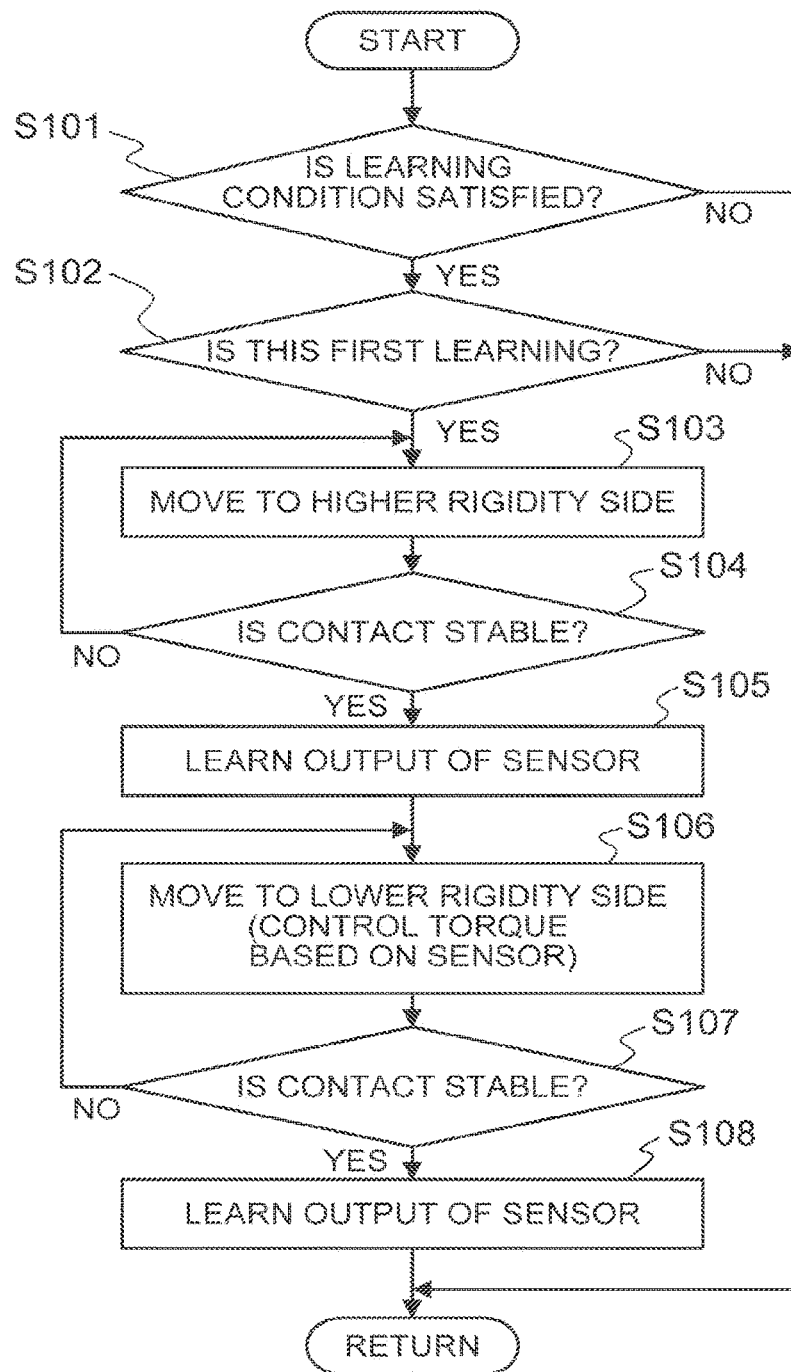 START
S101
IS LEARNING
CONDITION SATISFIED?
NO
YES
S102
IS THIS FIRST LEARNING?
NO
YES
S103
MOVE TO HIGHER RIGIDITY SIDE
S104
IS CONTACT STABLE?
NO
YES
S105
LEARN OUTPUT OF SENSOR
S106
MOVE TO LOWER RIGIDITY SIDE
(CONTROL TORQUE
BASED ON SENSOR)
S107
IS CONTACT STABLE?
NO
YES
S108
LEARN OUTPUT OF SENSOR
RETURN